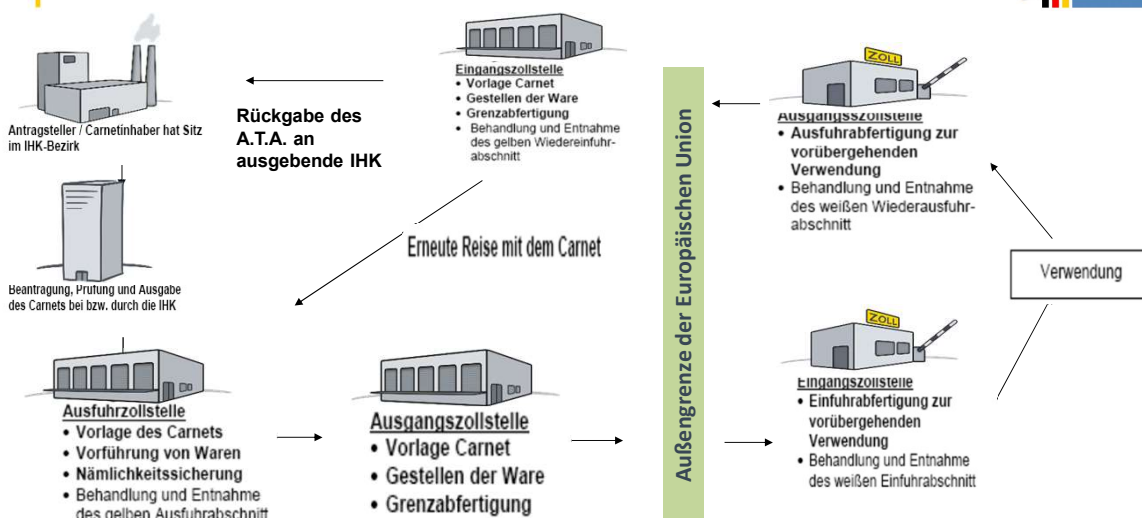 Antragsteller / Carnetinhaber hat Sitz
im IHK-Bezirk
Beantragung, Prüfung und Ausgabe
des Carnets bei bzw. durch die IHK
Ausfuhrzollstelle
• Vorlage des Carnets
• Vorführung von Waren
• Nämlichkeitssicherung
• Behandlung und Entnahme
des gelben Ausfuhrabschnitt
Ausgangszollstelle
• Vorlage Carnet
• Gestellen der Ware
• Grenzabfertigung
Außengrenze der Europäischen Union
ZOLL
Eingangszollstelle
• Einfuhrabfertigung zur
vorübergehenden
Verwendung
• Behandlung und Entnahme
des weißen Einfuhrabschnitt
Verwendung
ZOLL
Ausgangszollstelle
• Ausfuhrabfertigung zur
vorübergehenden
Verwendung
• Behandlung und Entnahme
des weißen Wiederausfuhr-
abschnitt
Eingangszollstelle
• Vorlage Carnet
• Gestellen der Ware
• Grenzabfertigung
• Behandlung und Entnahme
des gelben Wiedereinfuhr-
abschnitt
Rückgabe des
A.T.A. an
ausgebende IHK
Erneute Reise mit dem Carnet